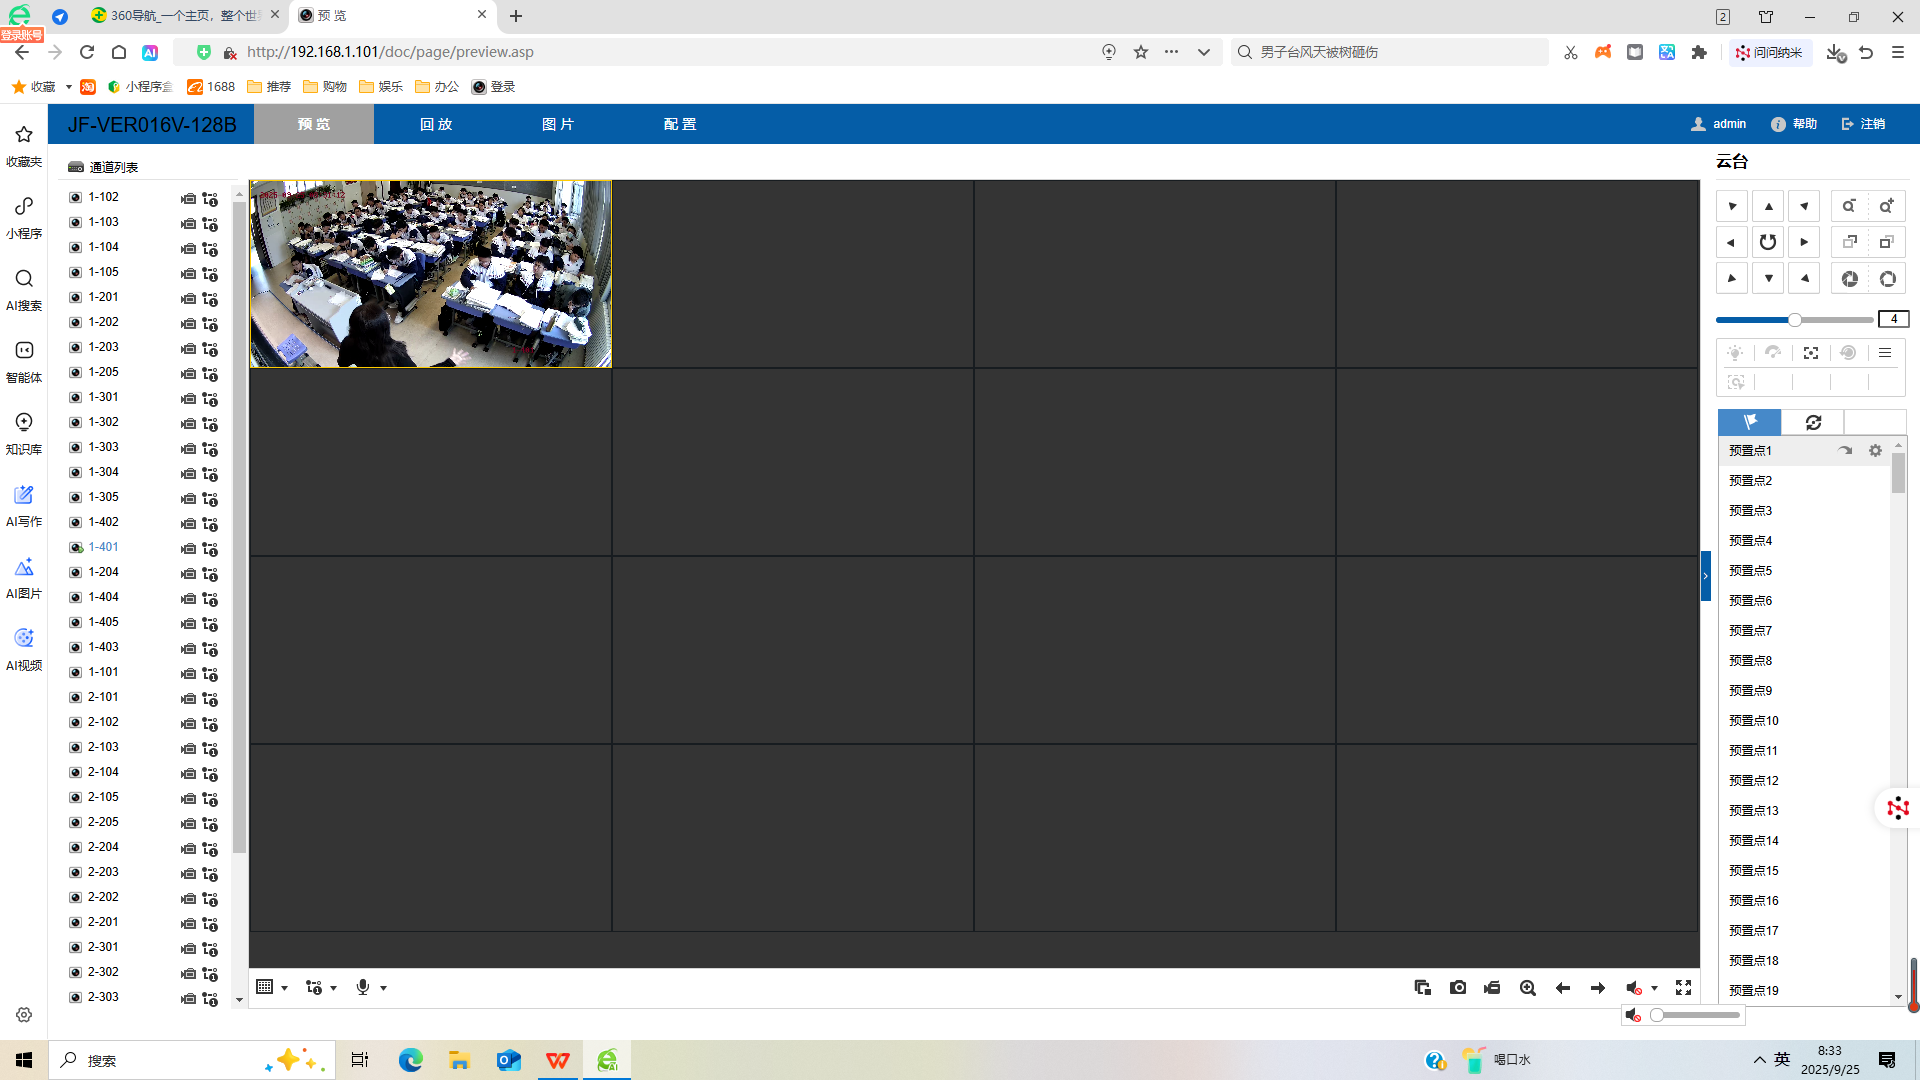 360导航_一个主页，整个世
预 览
2
登录账号
http://192.168.1.101/doc/page/preview.asp
男子台风天被树砸伤
问问纳米
收藏
小程序盒
1688
推荐
购物
娱乐
办公
登录
JF-VER016V-128B
预 览
回 放
图 片
配 置
admin
帮助
注销
收藏夹
小程序
AI搜索
智能体
知识库
AI写作
AI图片
AI视频
通道列表
1-102
1-103
1-104
1-105
1-201
1-202
1-203
1-205
1-301
1-302
1-303
1-304
1-305
1-402
1-401
1-204
1-404
1-405
1-403
1-101
2-101
2-102
2-103
2-104
2-105
2-205
2-204
2-203
2-202
2-201
2-301
2-302
2-303
云台
4
预置点1
预置点2
预置点3
预置点4
预置点5
预置点6
预置点7
预置点8
预置点9
预置点10
预置点11
预置点12
预置点13
预置点14
预置点15
预置点16
预置点17
预置点18
预置点19
搜索
喝口水
英
8:33
2025/9/25